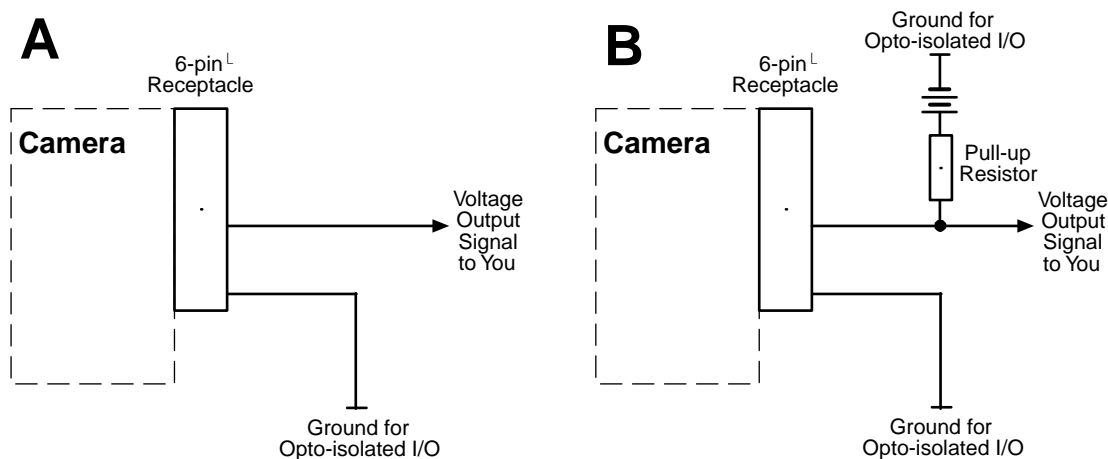 A
6-pin
Receptacle
Camera
Voltage
Output
Signal
to You
Ground for
Opto-isolated I/O
B
Ground for
Opto-isolated I/O
6-pin
Receptacle
Camera
Pull-up
Resistor
Voltage
Output
Signal
to You
Ground for
Opto-isolated I/O